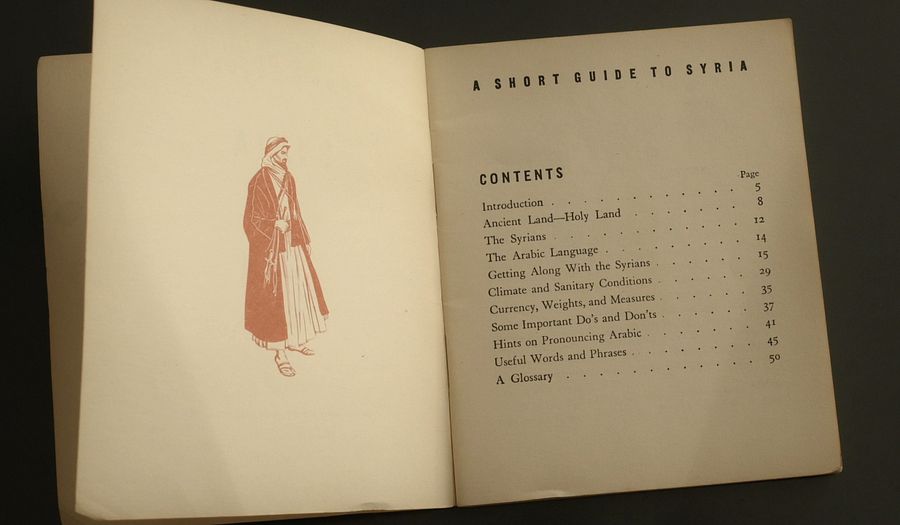 A SHORT GUIDE TO SYRIA
CONTENTS
Page
Introduction . . . . . . . . . . . . 5
Ancient Land—Holy Land . . . . . . . 8
The Syrians . . . . . . . . . . . . 12
The Arabic Language . . . . . . . . 14
Getting Along With the Syrians . . . . . . 15
Climate and Sanitary Conditions . . . . . . 29
Currency, Weights, and Measures . . . . . . 35
Some Important Do's and Don'ts . . . . . . 37
Hints on Pronouncing Arabic . . . . . . 41
Useful Words and Phrases . . . . . . . 45
A Glossary . . . . . . . . . . . 50